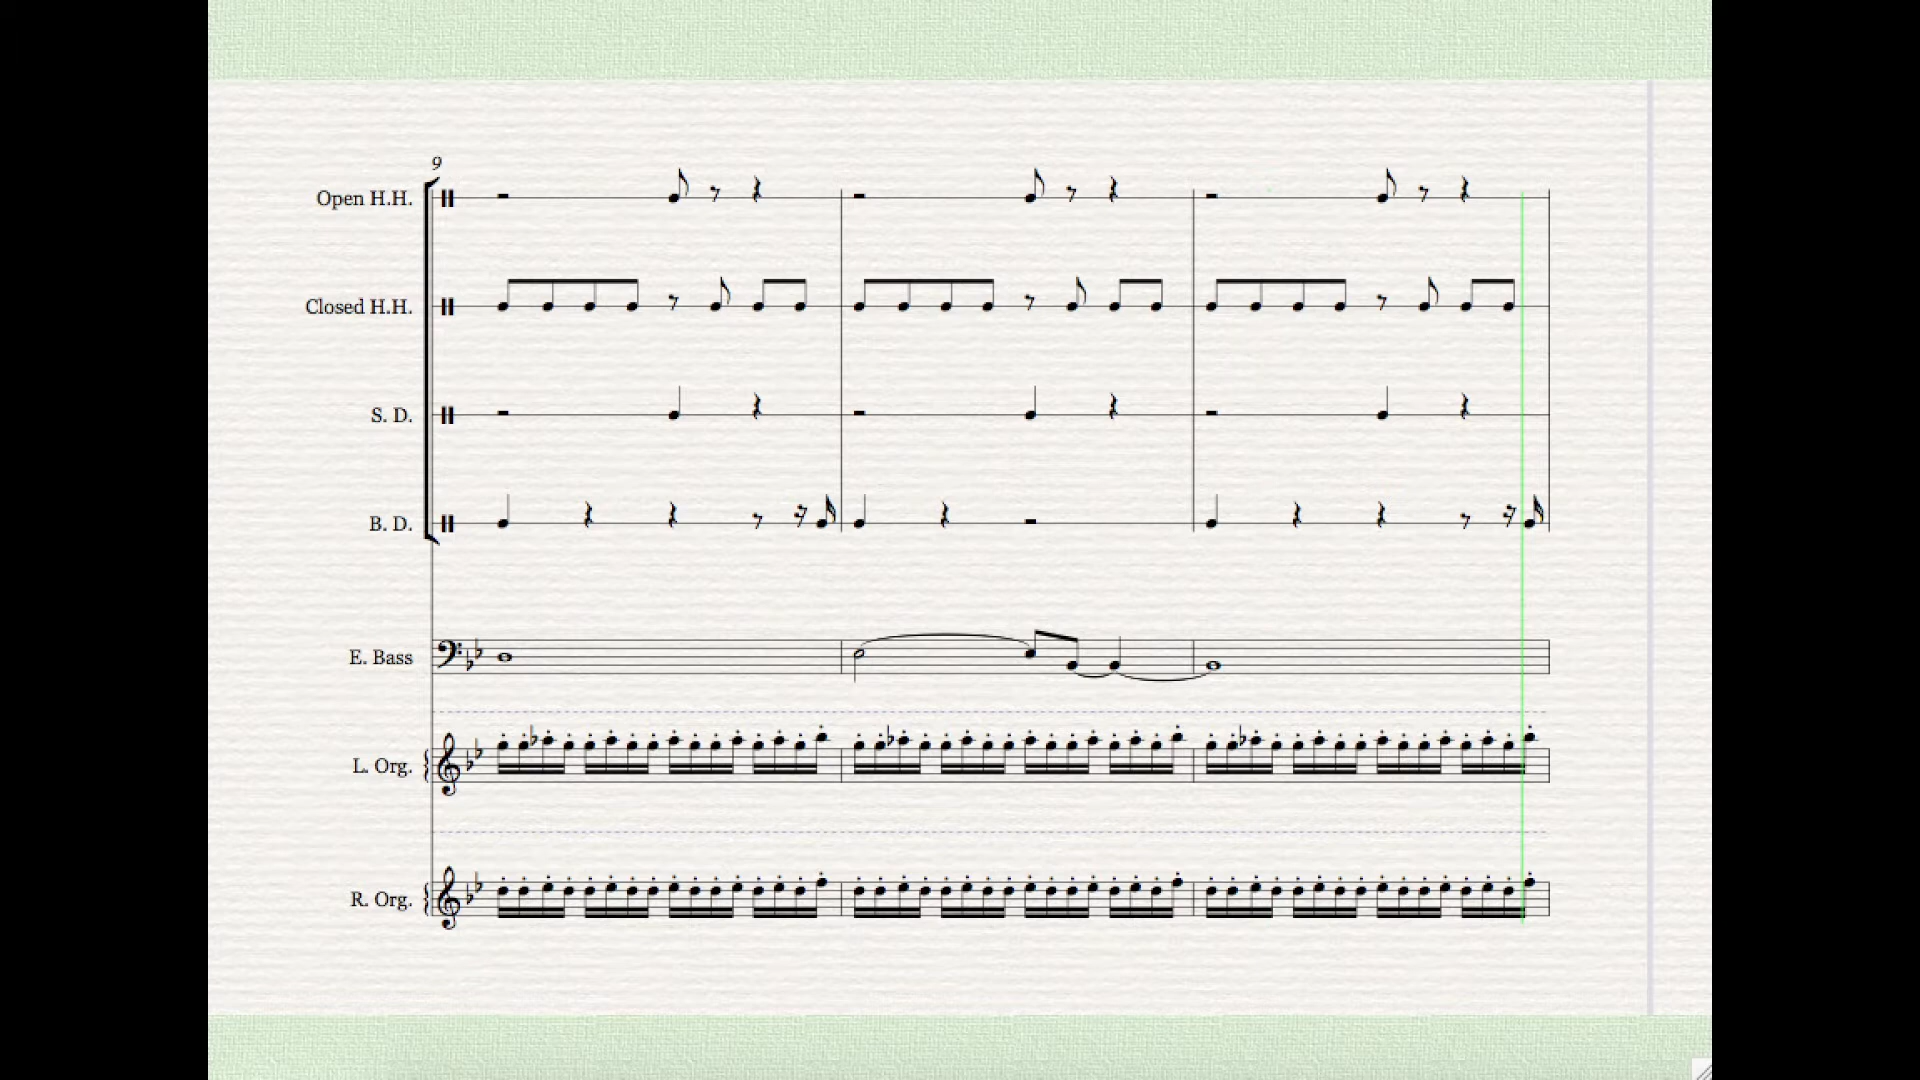 9
Open H.H.
Closed H.H.
S. D.
B. D.
E. Bass
L. Org.
R. Org.